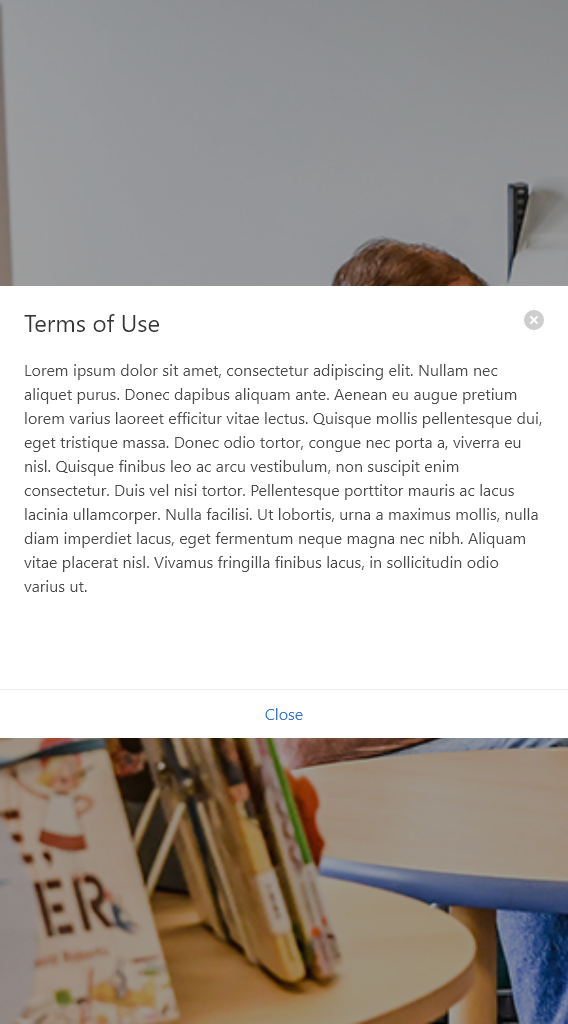 Terms of Use
Lorem ipsum dolor sit amet, consectetur adipiscing elit. Nullam nec
aliquet purus. Donec dapibus aliquam ante. Aenean eu augue pretium
lorem varius laoreet efficitur vitae lectus. Quisque mollis pellentesque dui,
eget tristique massa. Donec odio tortor, congue nec porta a, viverra eu
nisl. Quisque finibus leo ac arcu vestibulum, non suscipit enim
consectetur. Duis vel nisi tortor. Pellentesque porttitor mauris ac lacus
lacinia ullamcorper. Nulla facilisi. Ut lobortis, urna a maximus mollis, nulla
diam imperdiet lacus, eget fermentum neque magna nec nibh. Aliquam
vitae placerat nisl. Vivamus fringilla finibus lacus, in sollicitudin odio
varius ut.
Close